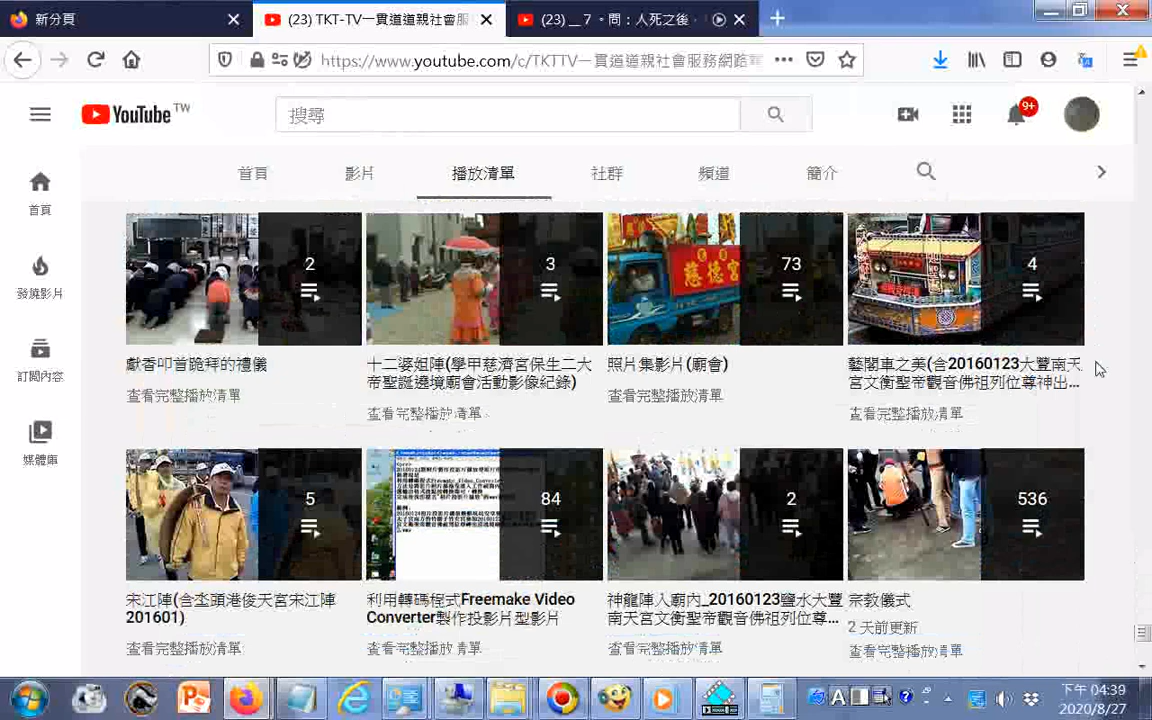 新分頁
(23) TKT-TV一貫道道親社會服
(23) __ 7 。問：人死之後，
https://www.youtube.com/c/TKTTV一貫道道親社會服務網路
YouTube TW
搜尋
9+
首頁 影片 播放清單 社群 頻道 簡介
首頁
發燒影片
訂閱內容
媒體庫
2
3
73
4
獻香叩首跪拜的禮儀
查看完整播放清單
十二婆姐陣(學甲慈濟宮保生二大
帝聖誕遶境廟會活動影像紀錄)
查看完整播放清單
慈德宮
照片集影片(廟會)
查看完整播放清單
藝閣車之美(含20160123大豐南天
宮文衡聖帝觀音佛祖列位尊神出...
查看完整播放清單
5
84
2
536
宋江陣(含坔頭港俊天宮宋江陣
201601)
查看完整播放清單
利用轉碼程式Freemake Video
Converter製作投影片型影片
查看完整播放清單
神龍陣入廟內_20160123鹽水大豐
南天宮文衡聖帝觀音佛祖列位尊...
查看完整播放清單
宗教儀式
2 天前更新
查看完整播放清單
下午 04:39
2020/8/27